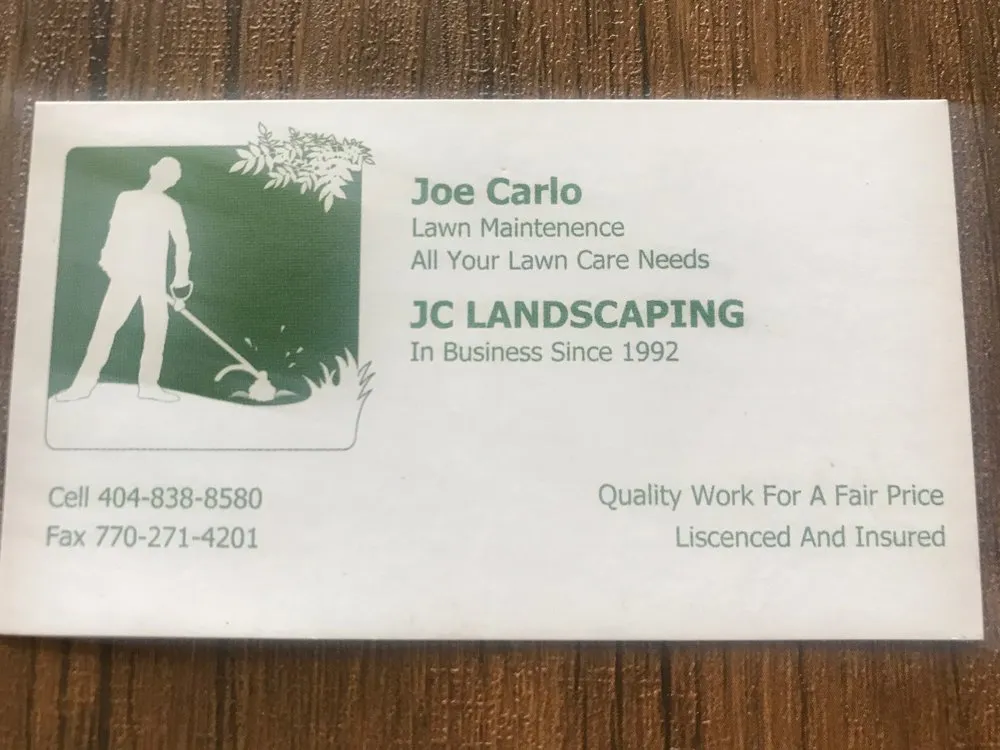 Joe Carlo
Lawn Maintenence
All Your Lawn Care Needs
JC LANDSCAPING
In Business Since 1992
Cell 404-838-8580
Fax 770-271-4201
Quality Work For A Fair Price
Liscenced And Insured